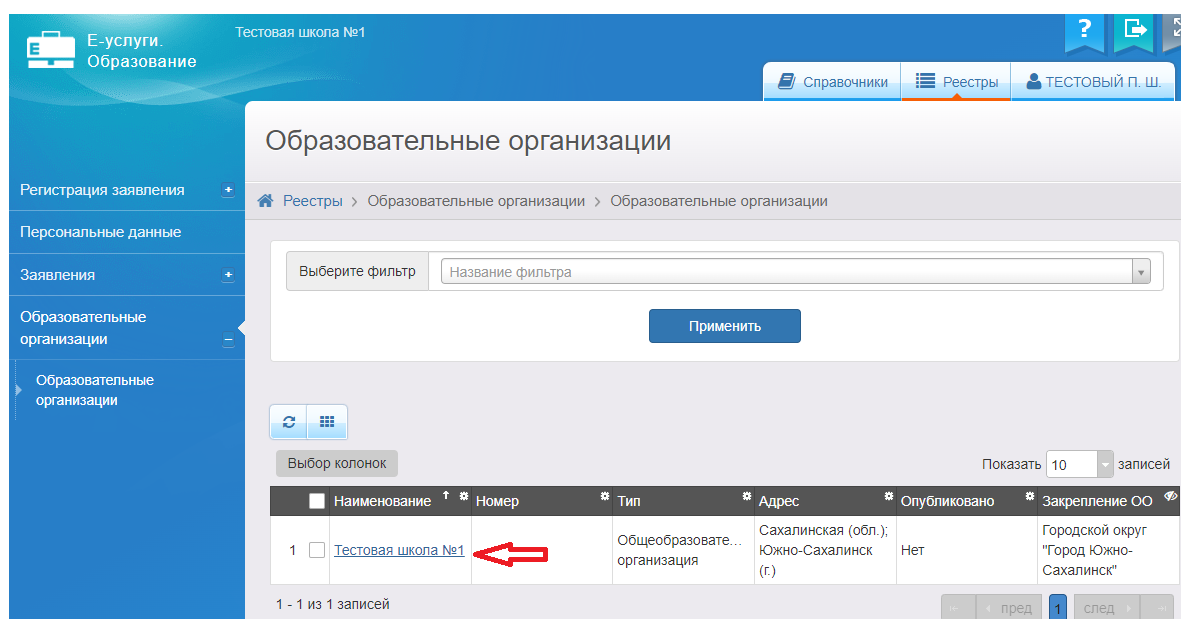 Тестовая школа №1
Е
Е-услуги.
Образование
?
Справочники
Реестры
ТЕСТОВЫЙ П. Ш.
Образовательные организации
Регистрация заявления
Персональные данные
Заявления
Образовательные
организации
Образовательные
организации
Реестры > Образовательные организации > Образовательные организации
Выберите фильтр
Название фильтра
Применить
Выбор колонок
Показать 10 записей
Наименование Номер Тип Адрес Опубликовано Закрепление ОО
1 Тестовая школа №1
Общеобразовате...
организация
Сахалинская (обл.);
Южно-Сахалинск
(г.)
Нет
Городской округ
"Город Южно-
Сахалинск"
1 - 1 из 1 записей
пред 1 след